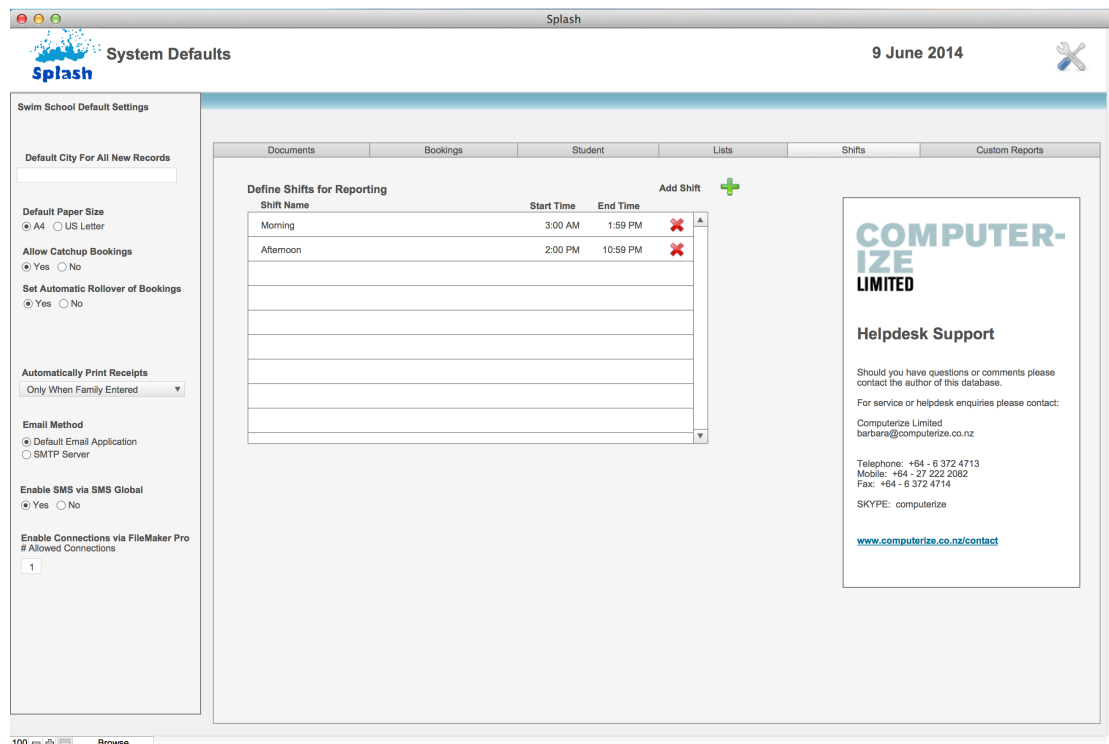 Splash
Splash
System Defaults
9 June 2014
Swim School Default Settings
Default City For All New Records
Default Paper Size
A4 US Letter
Allow Catchup Bookings
Yes No
Set Automatic Rollover of Bookings
Yes No
Automatically Print Receipts
Only When Family Entered
Email Method
Default Email Application
SMTP Server
Enable SMS via SMS Global
Yes No
Enable Connections via FileMaker Pro
# Allowed Connections
1
Documents Bookings Student Lists Shifts Custom Reports
Define Shifts for Reporting
Add Shift
Shift Name Start Time End Time
Morning 3:00 AM 1:59 PM
Afternoon 2:00 PM 10:59 PM
COMPUTER-
IZE
LIMITED
Helpdesk Support
Should you have questions or comments please
contact the author of this database.
For service or helpdesk enquiries please contact:
Computerize Limited
barbara@computerize.co.nz
Telephone: +64 - 6 372 4713
Mobile: +64 - 27 222 2082
Fax: +64 - 6 372 4714
SKYPE: computerize
www.computerize.co.nz/contact
100 Browse